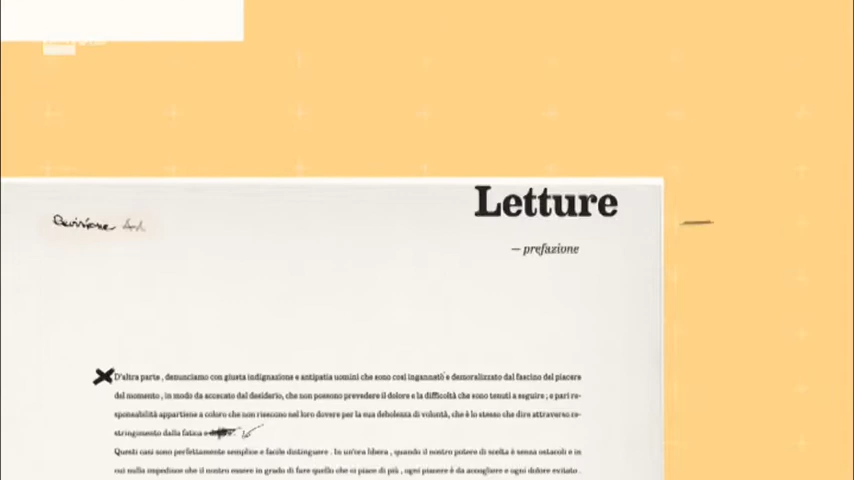 Letture
Revisione
– prefazione
D'altra parte , denunciamo con giusta indignazione e antipatia uomini che sono così ingannati e demoralizzato dal fascino del piacere
del momento , in modo da accecato dal desiderio, che non possono prevedere il dolore e la difficoltà che sono tenuti a seguire ; e pari re-
sponsabilità appartiene a coloro che non riescono nel loro dovere per la sua debolezza di volontà, che è lo stesso che dire attraverso re-
stringimento dalla fatica e
Questi casi sono perfettamente semplice e facile distinguere . In un'ora libera , quando il nostro potere di scelta è senza ostacoli e in
cui nulla impedisce che il nostro essere in grado di fare quello che ci piace di più , ogni piacere è da accogliere e ogni dolore evitato .